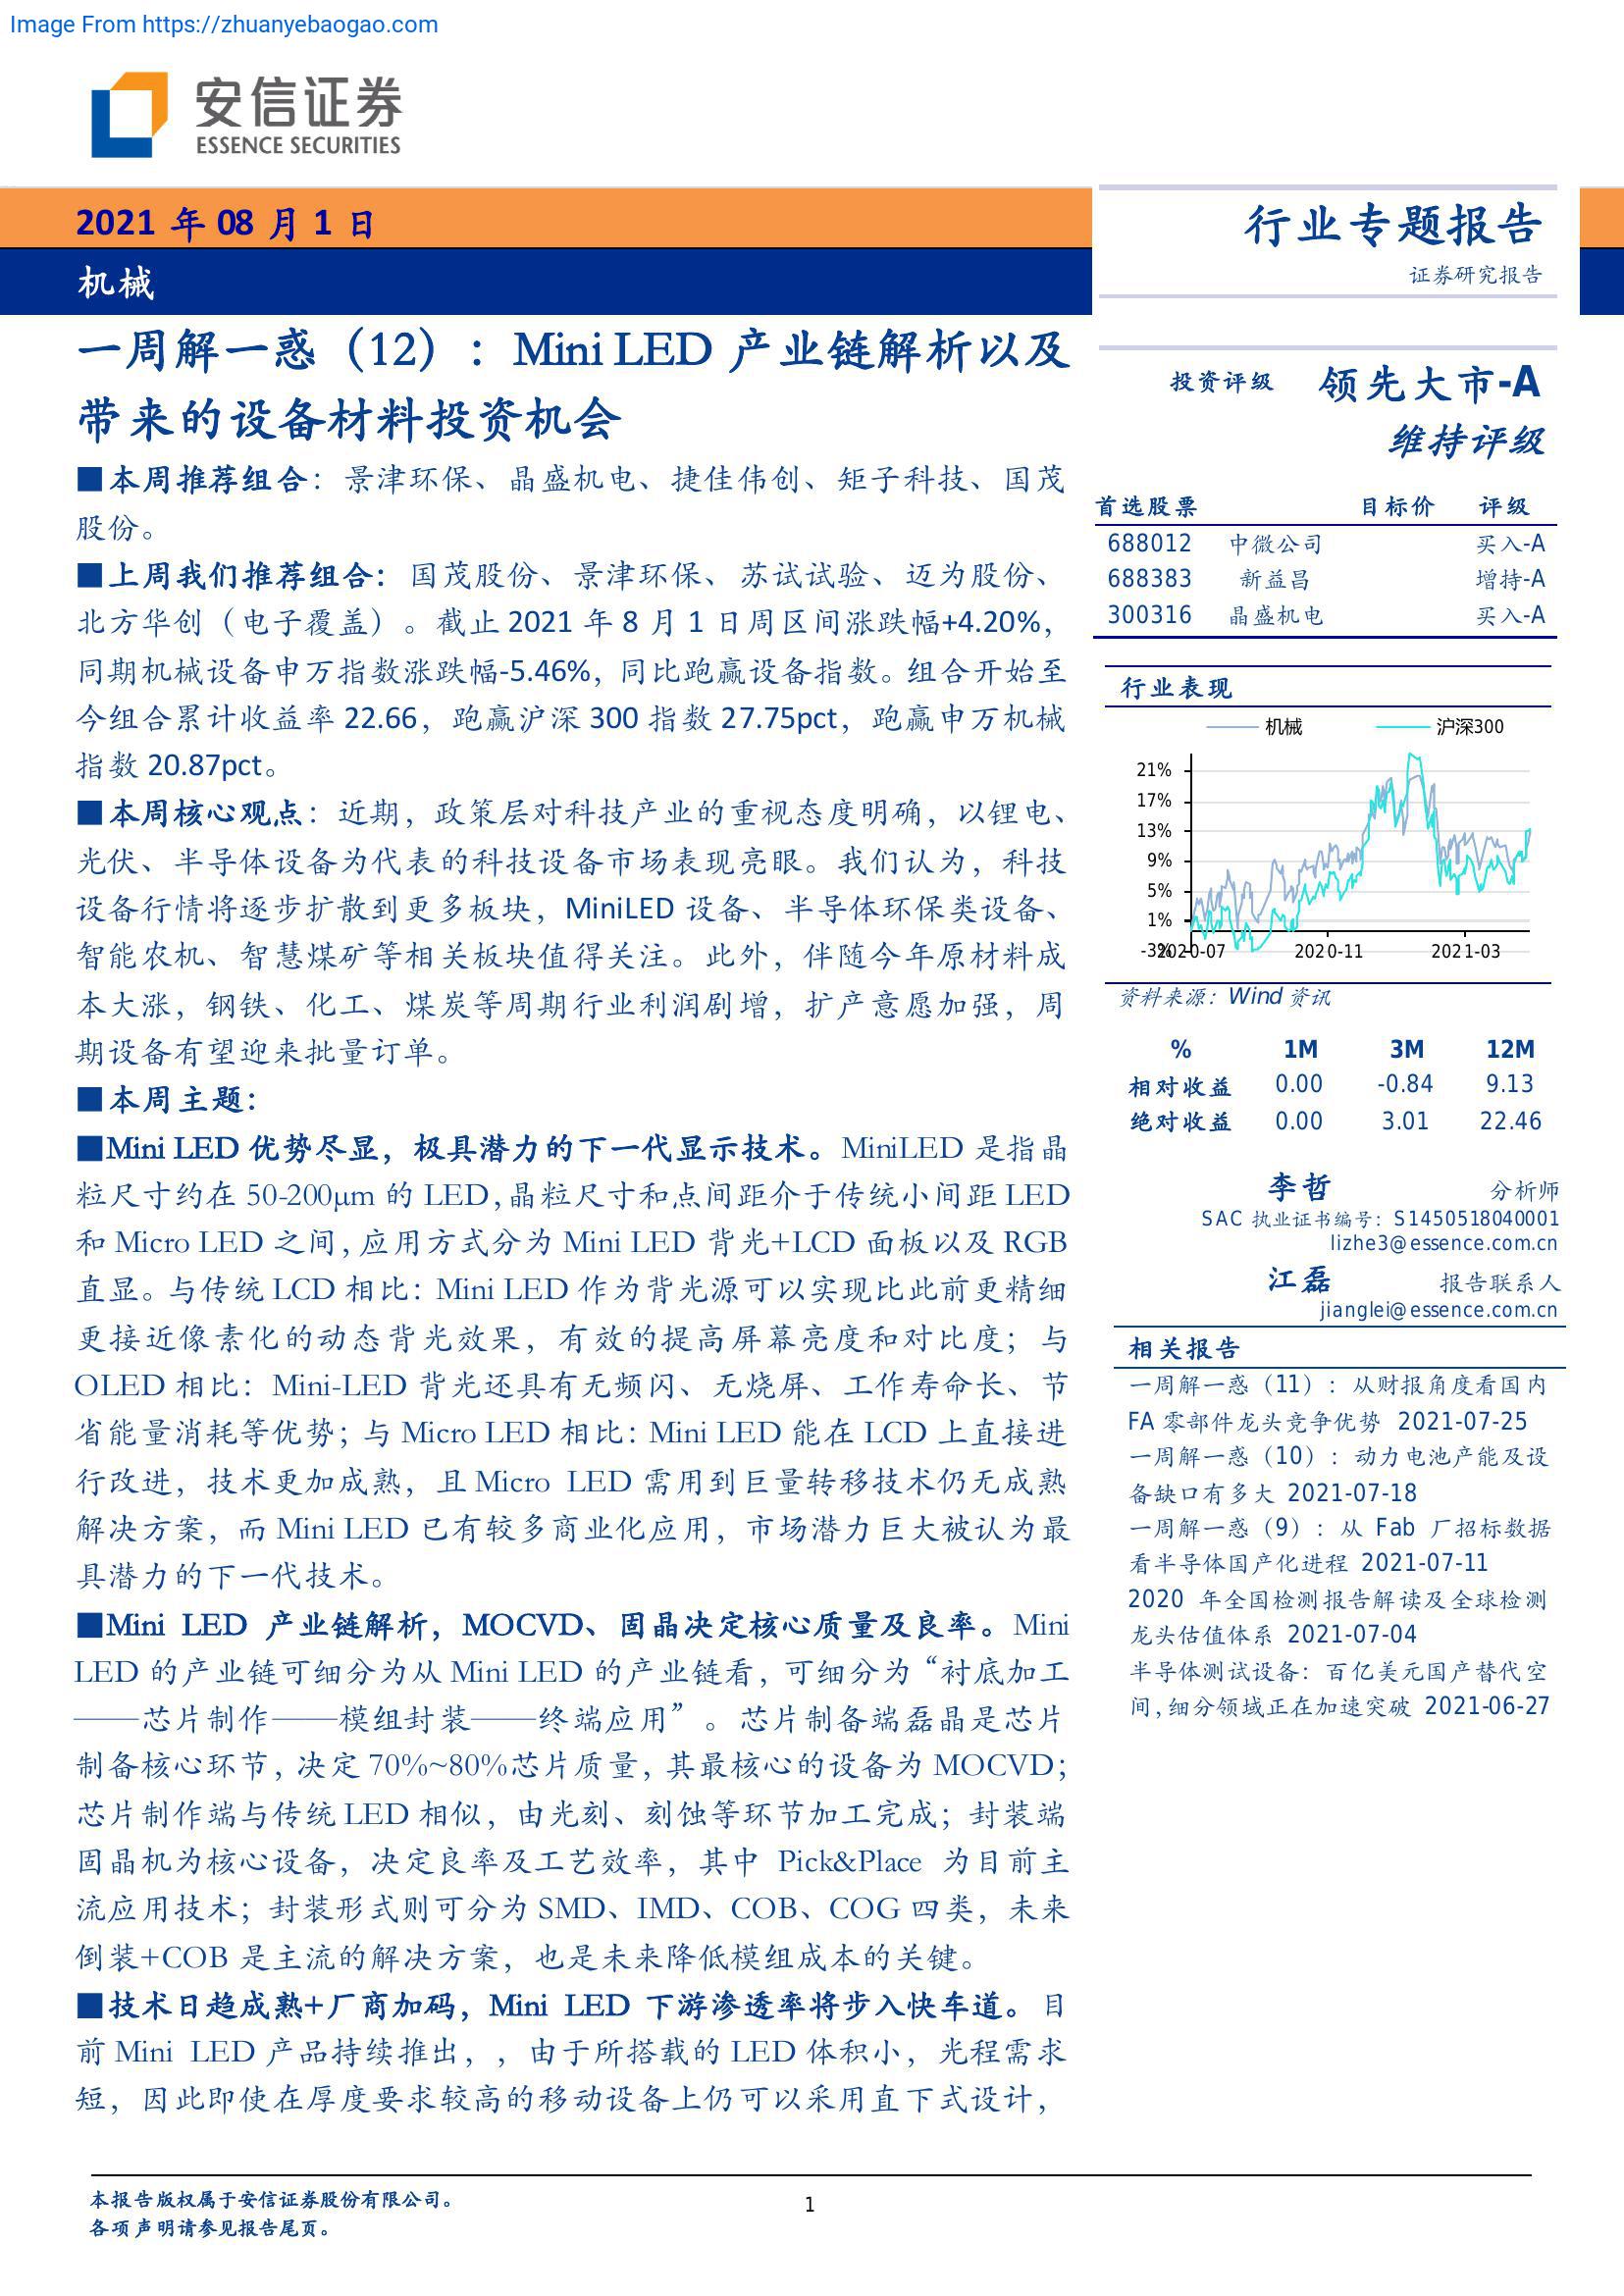 Image From https://zhuanyebaogao.com
安信证券
ESSENCE SECURITIES
2021 年 08 月 1 日
机械
行业专题报告
证券研究报告
一周解一惑（12）：Mini LED 产业链解析以及
带来的设备材料投资机会
■本周推荐组合：景津环保、晶盛机电、捷佳伟创、矩子科技、国茂
股份。
■上周我们推荐组合：国茂股份、景津环保、苏试试验、迈为股份、
北方华创（电子覆盖）。截止 2021 年 8 月 1 日周区间涨跌幅+4.20%，
同期机械设备申万指数涨跌幅-5.46%，同比跑赢设备指数。组合开始至
今组合累计收益率 22.66，跑赢沪深 300 指数 27.75pct，跑赢申万机械
指数 20.87pct。
■本周核心观点：近期，政策层对科技产业的重视态度明确，以锂电、
光伏、半导体设备为代表的科技设备市场表现亮眼。我们认为，科技
设备行情将逐步扩散到更多板块，MiniLED 设备、半导体环保类设备、
智能农机、智慧煤矿等相关板块值得关注。此外，伴随今年原材料成
本大涨，钢铁、化工、煤炭等周期行业利润剧增，扩产意愿加强，周
期设备有望迎来批量订单。
■本周主题：
■Mini LED 优势尽显，极具潜力的下一代显示技术。MiniLED 是指晶
粒尺寸约在 50-200μm 的 LED，晶粒尺寸和点间距介于传统小间距 LED
和 Micro LED 之间，应用方式分为 Mini LED 背光+LCD 面板以及 RGB
直显。与传统 LCD 相比：Mini LED 作为背光源可以实现比此前更精细
更接近像素化的动态背光效果，有效的提高屏幕亮度和对比度；与
OLED 相比：Mini-LED 背光还具有无频闪、无烧屏、工作寿命长、节
省能量消耗等优势；与 Micro LED 相比：Mini LED 能在 LCD 上直接进
行改进，技术更加成熟，且 Micro LED 需用到巨量转移技术仍无成熟
解决方案，而 Mini LED 已有较多商业化应用，市场潜力巨大被认为最
具潜力的下一代技术。
■Mini LED 产业链解析，MOCVD、固晶决定核心质量及良率。Mini
LED 的产业链可细分为从 Mini LED 的产业链看，可细分为“衬底加工
——芯片制作——模组封装——终端应用”。芯片制备端磊晶是芯片
制备核心环节，决定 70%~80%芯片质量，其最核心的设备为 MOCVD；
芯片制作端与传统 LED 相似，由光刻、刻蚀等环节加工完成；封装端
固晶机为核心设备，决定良率及工艺效率，其中 Pick&Place 为目前主
流应用技术；封装形式则可分为 SMD、IMD、COB、COG 四类，未来
倒装+COB 是主流的解决方案，也是未来降低模组成本的关键。
■技术日趋成熟+厂商加码，Mini LED 下游渗透率将步入快车道。目
前 Mini LED 产品持续推出，，由于所搭载的 LED 体积小，光程需求
短，因此即使在厚度要求较高的移动设备上仍可以采用直下式设计，
投资评级 领先大市-A
维持评级
首选股票 目标价 评级
688012 中微公司 买入-A
688383 新益昌 增持-A
300316 晶盛机电 买入-A
行业表现
机械 沪深300
21%
17%
13%
9%
5%
1%
-3%
2020-07 2020-11 2021-03
资料来源：Wind 资讯
% 1M 3M 12M
相对收益 0.00 -0.84 9.13
绝对收益 0.00 3.01 22.46
李哲 分析师
SAC 执业证书编号：S1450518040001
lizhe3@essence.com.cn
江磊 报告联系人
jianglei@essence.com.cn
相关报告
一周解一惑（11）：从财报角度看国内
FA 零部件龙头竞争优势 2021-07-25
一周解一惑（10）：动力电池产能及设
备缺口有多大 2021-07-18
一周解一惑（9）：从 Fab 厂招标数据
看半导体国产化进程 2021-07-11
2020 年全国检测报告解读及全球检测
龙头估值体系 2021-07-04
半导体测试设备：百亿美元国产替代空
间，细分领域正在加速突破 2021-06-27
本报告版权属于安信证券股份有限公司。
各项声明请参见报告尾页。
1